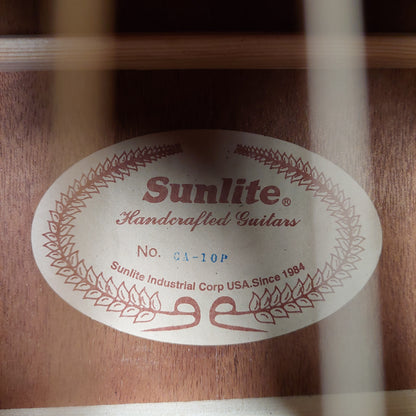 Sunlite®
Handcrafted Guitars
No. CA-10P
Sunlite Industrial Corp USA.Since 1984